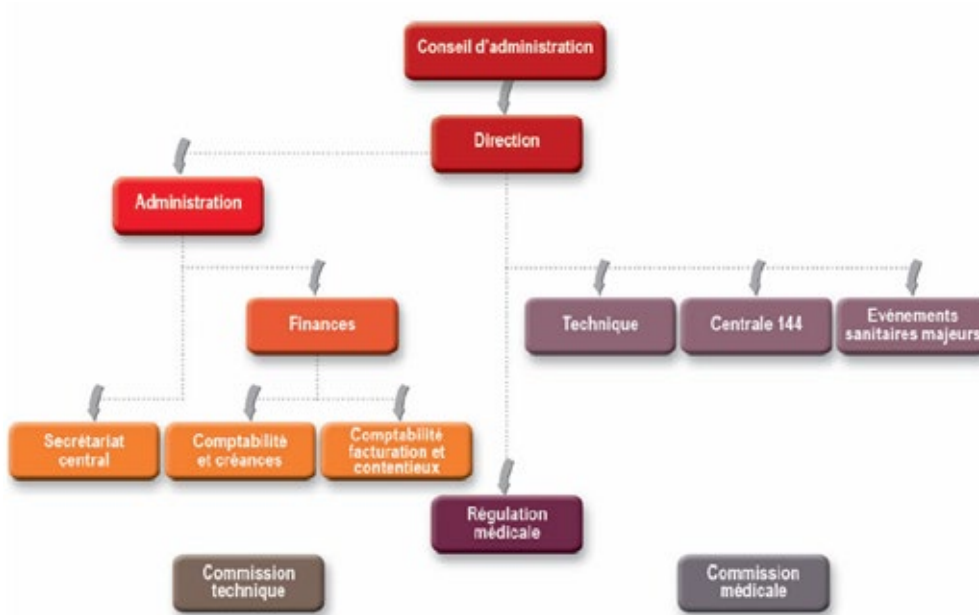 Conseil d'administration
Direction
Administration
Finances
Technique
Centrale 144
Evénements
sanitaires majeurs
Secrétariat
central
Comptabilité
et créances
Comptabilité
facturation et
contentieux
Régulation
médicale
Commission
technique
Commission
médicale